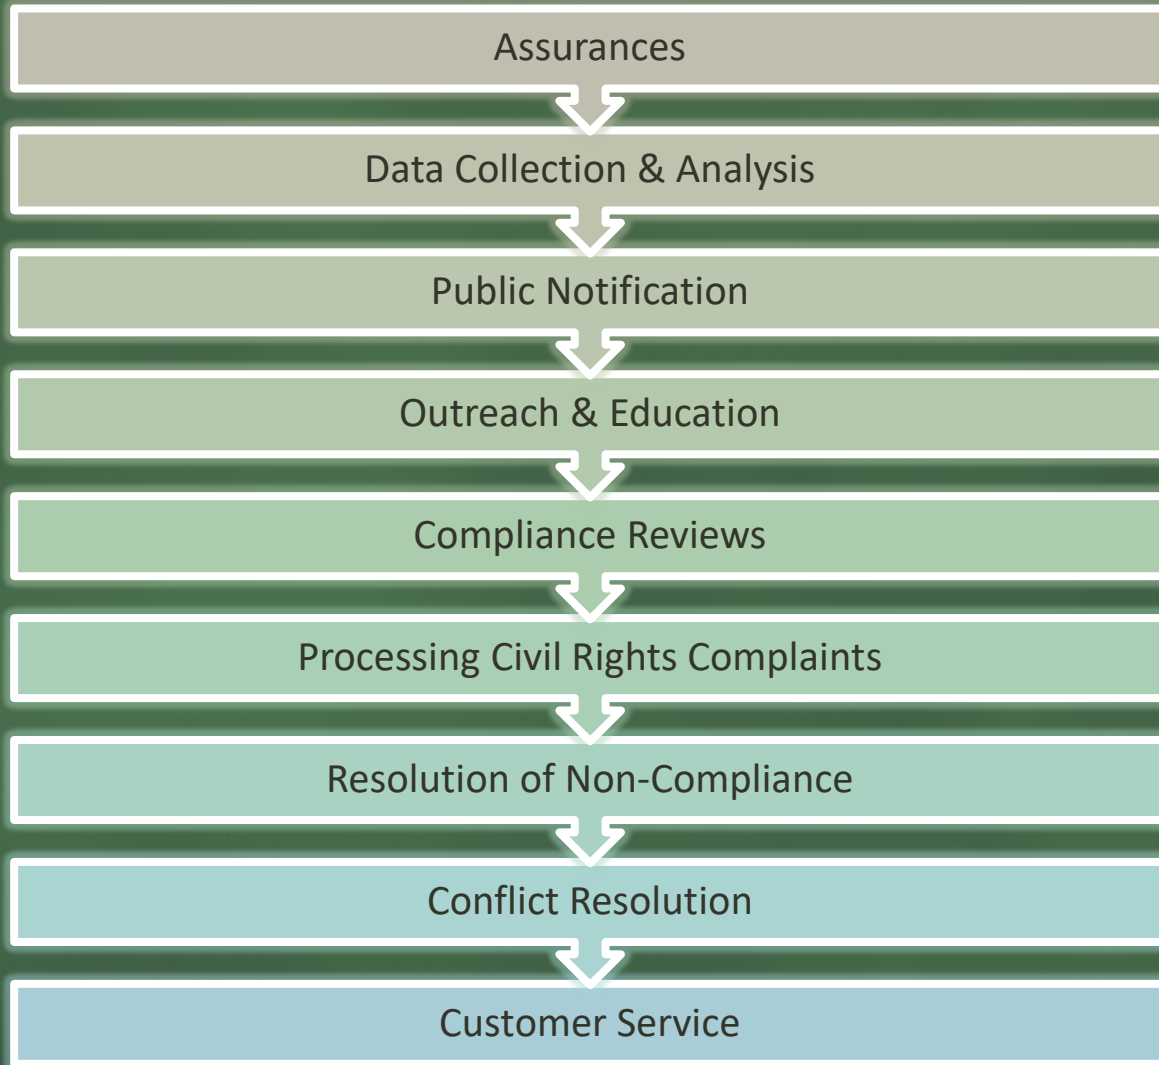 Assurances
Data Collection & Analysis
Public Notification
Outreach & Education
Compliance Reviews
Processing Civil Rights Complaints
Resolution of Non-Compliance
Conflict Resolution
Customer Service